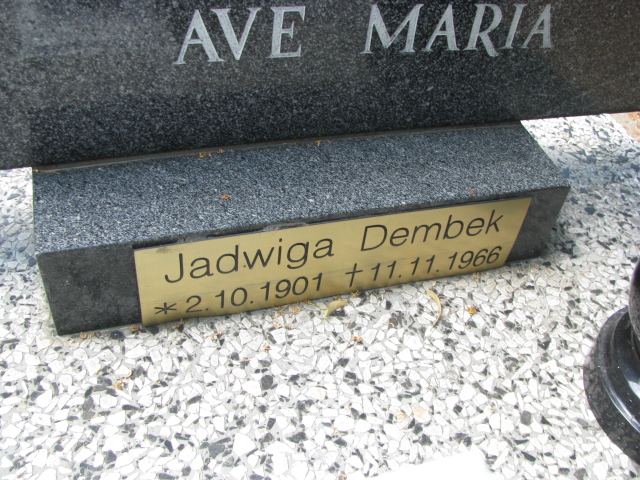 AVE MARIA
Jadwiga Dembek
* 2.10.1901 † 11.11.1966